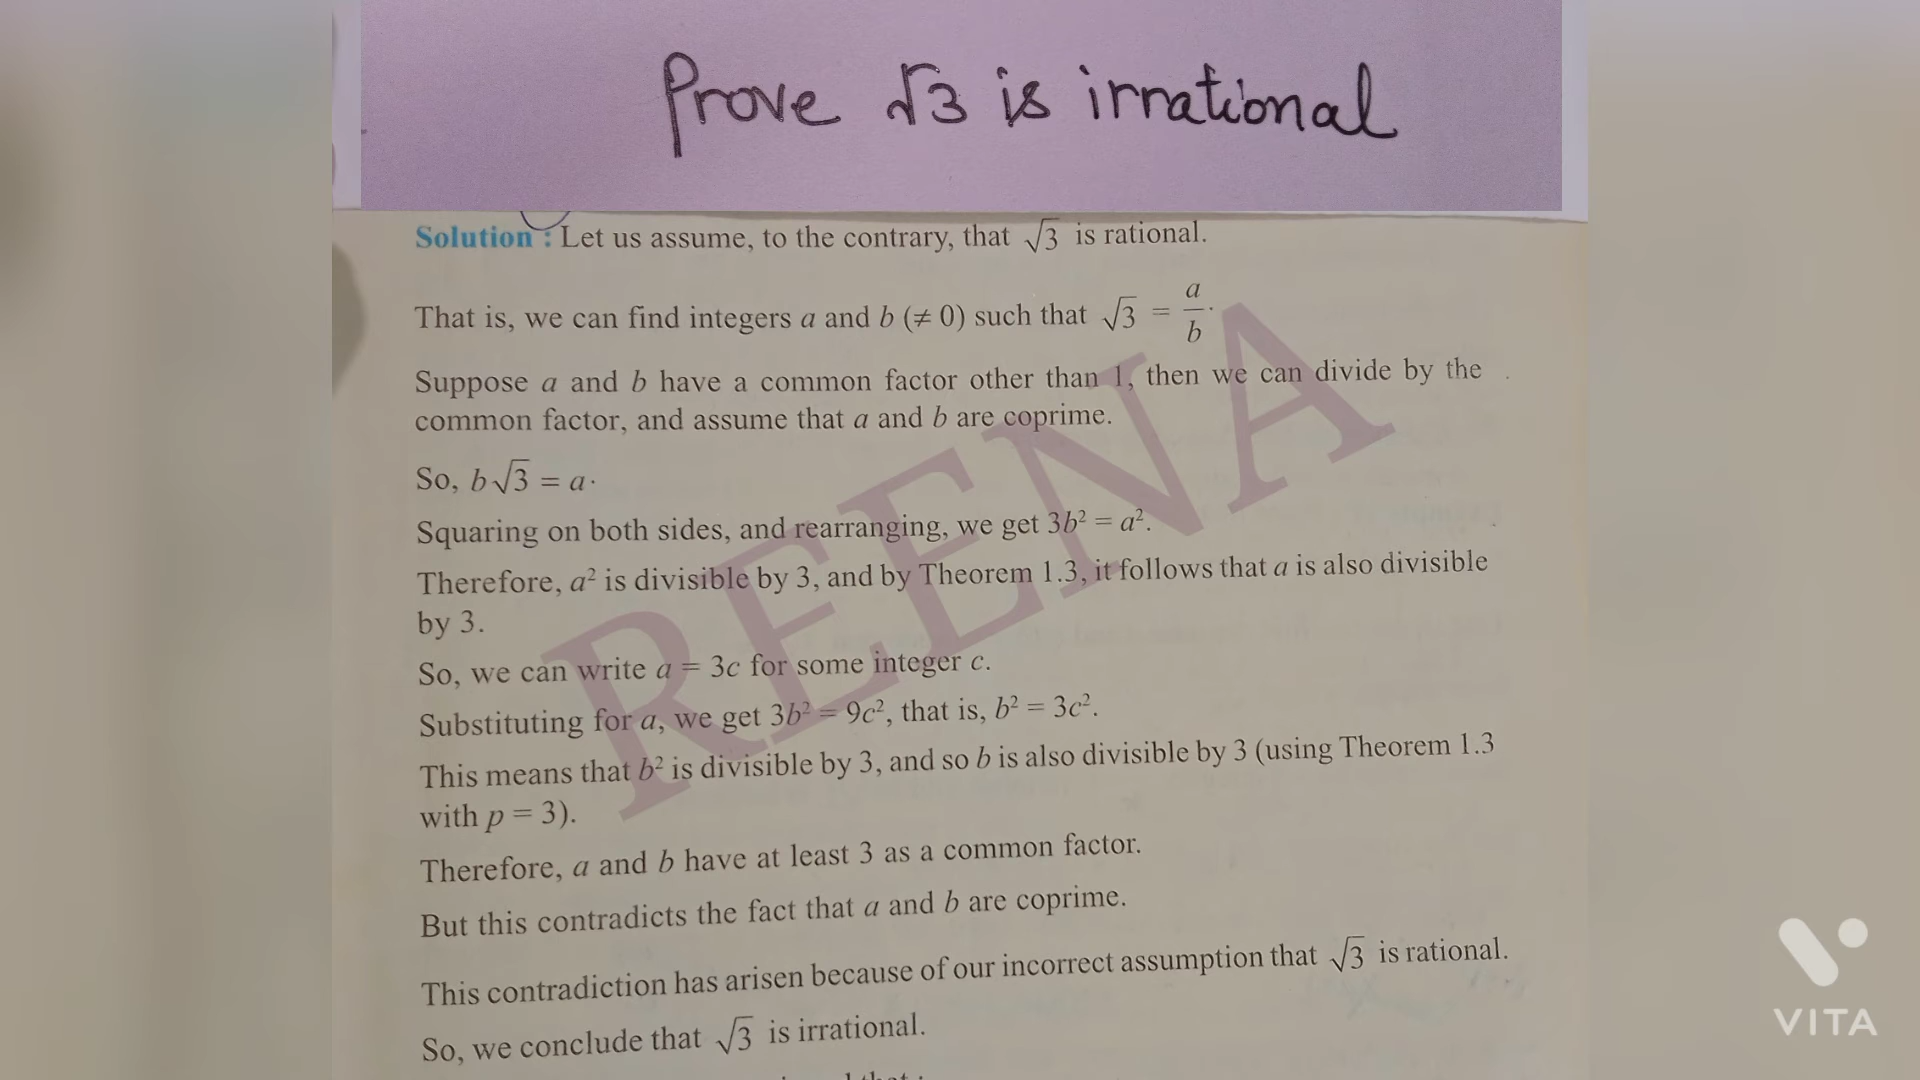 Prove √3 is irrational
Solution : Let us assume, to the contrary, that √3 is rational.
That is, we can find integers a and b (≠ 0) such that √3 = a/b.
Suppose a and b have a common factor other than 1, then we can divide by the
common factor, and assume that a and b are coprime.
So, b√3 = a.
Squaring on both sides, and rearranging, we get 3b² = a².
Therefore, a² is divisible by 3, and by Theorem 1.3, it follows that a is also divisible
by 3.
So, we can write a = 3c for some integer c.
Substituting for a, we get 3b² = 9c², that is, b² = 3c².
This means that b² is divisible by 3, and so b is also divisible by 3 (using Theorem 1.3
with p = 3).
Therefore, a and b have at least 3 as a common factor.
But this contradicts the fact that a and b are coprime.
This contradiction has arisen because of our incorrect assumption that √3 is rational.
So, we conclude that √3 is irrational.
REENA
VITA